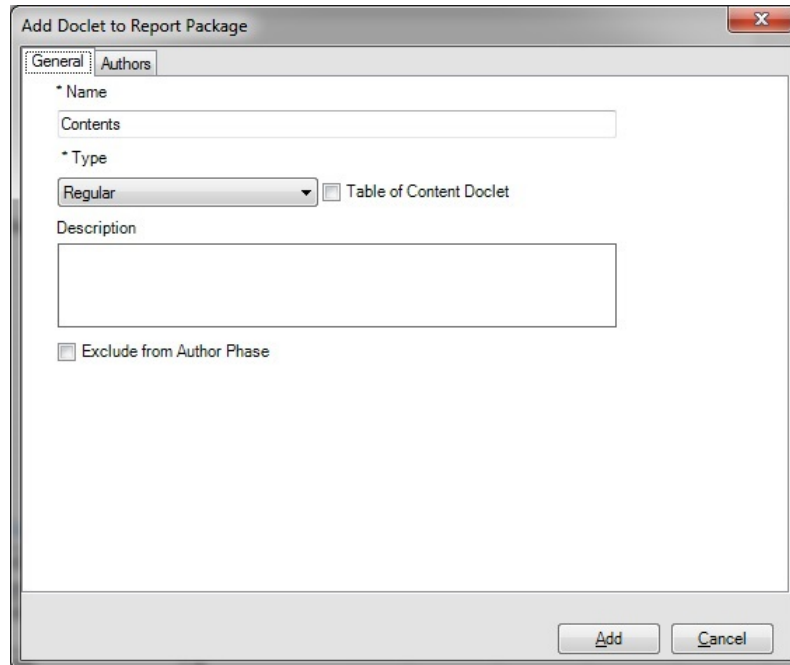 Add Doclet to Report Package
X
General Authors
* Name
Contents
* Type
Regular Table of Content Doclet
Description
Exclude from Author Phase
Add Cancel